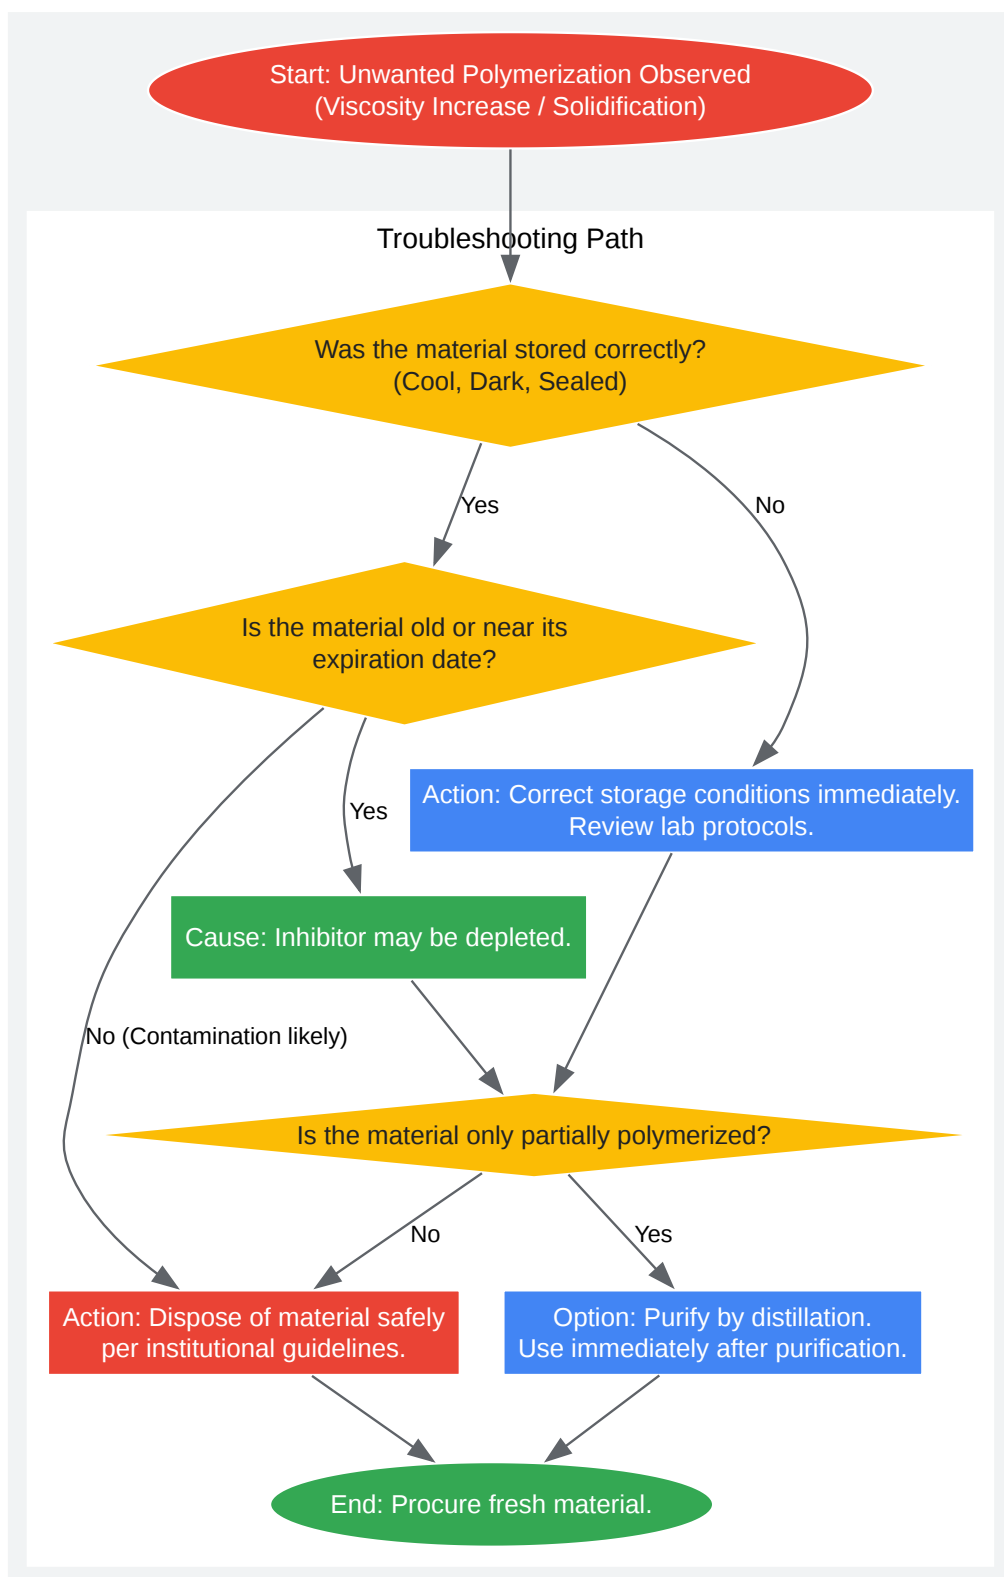 Start: Unwanted Polymerization Observed
(Viscosity Increase / Solidification)
Troubleshooting Path
Was the material stored correctly?
(Cool, Dark, Sealed)
Yes
No
Is the material old or near its
expiration date?
Action: Correct storage conditions immediately.
Review lab protocols.
Yes
Cause: Inhibitor may be depleted.
No (Contamination likely)
Is the material only partially polymerized?
No
Yes
Action: Dispose of material safely
per institutional guidelines.
Option: Purify by distillation.
Use immediately after purification.
End: Procure fresh material.